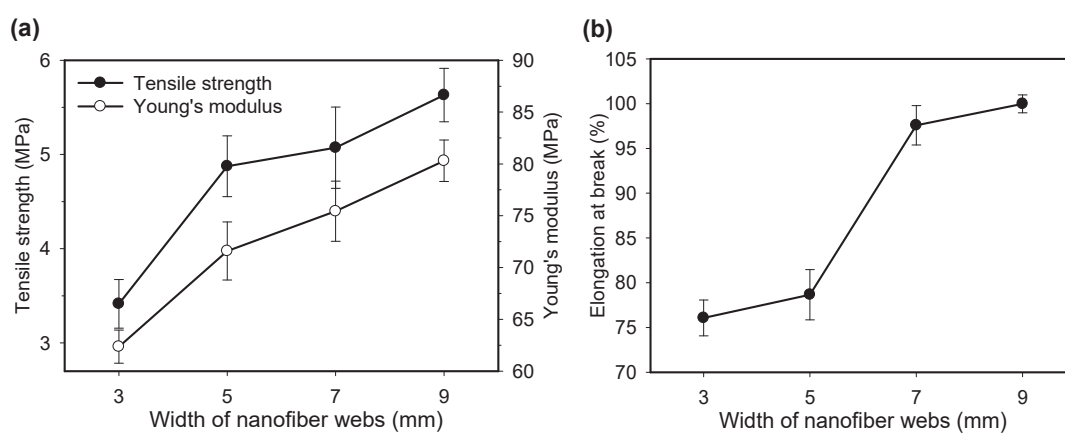 (a)
Tensile strength
Young's modulus
Tensile strength (MPa)
6
5
4
3
Young's modulus (MPa)
90
85
80
75
70
65
60
3 5 7 9
Width of nanofiber webs (mm)
(b)
Elongation at break (%)
105
100
95
90
85
80
75
70
3 5 7 9
Width of nanofiber webs (mm)